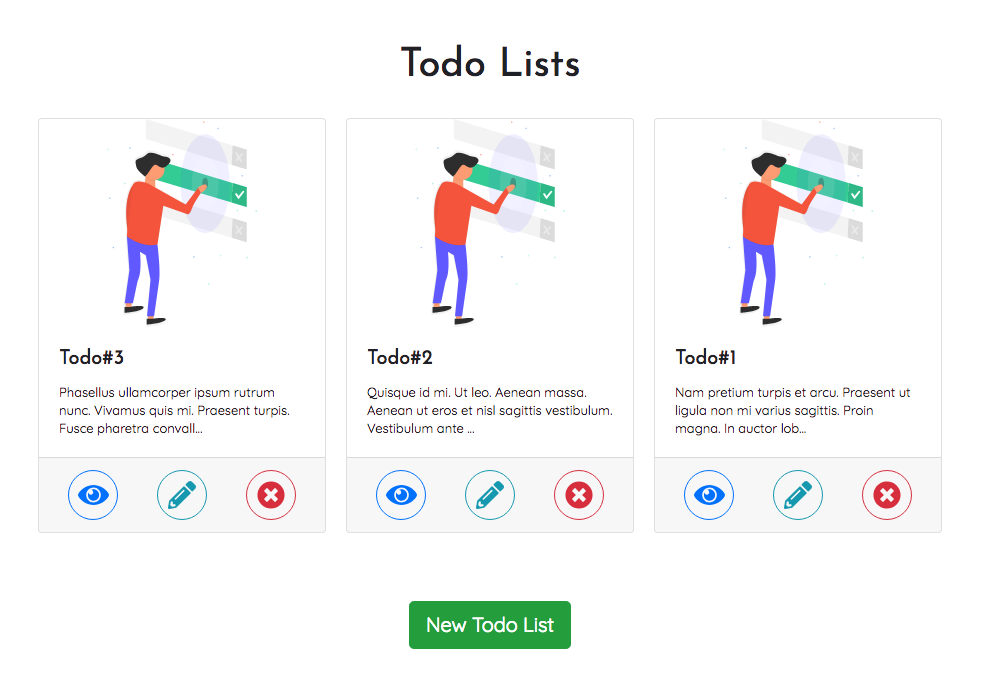 Todo Lists
Todo#3
Phasellus ullamcorper ipsum rutrum
nunc. Vivamus quis mi. Praesent turpis.
Fusce pharetra convall...
Todo#2
Quisque id mi. Ut leo. Aenean massa.
Aenean ut eros et nisl sagittis vestibulum.
Vestibulum ante ...
Todo#1
Nam pretium turpis et arcu. Praesent ut
ligula non mi varius sagittis. Proin
magna. In auctor lob...
New Todo List